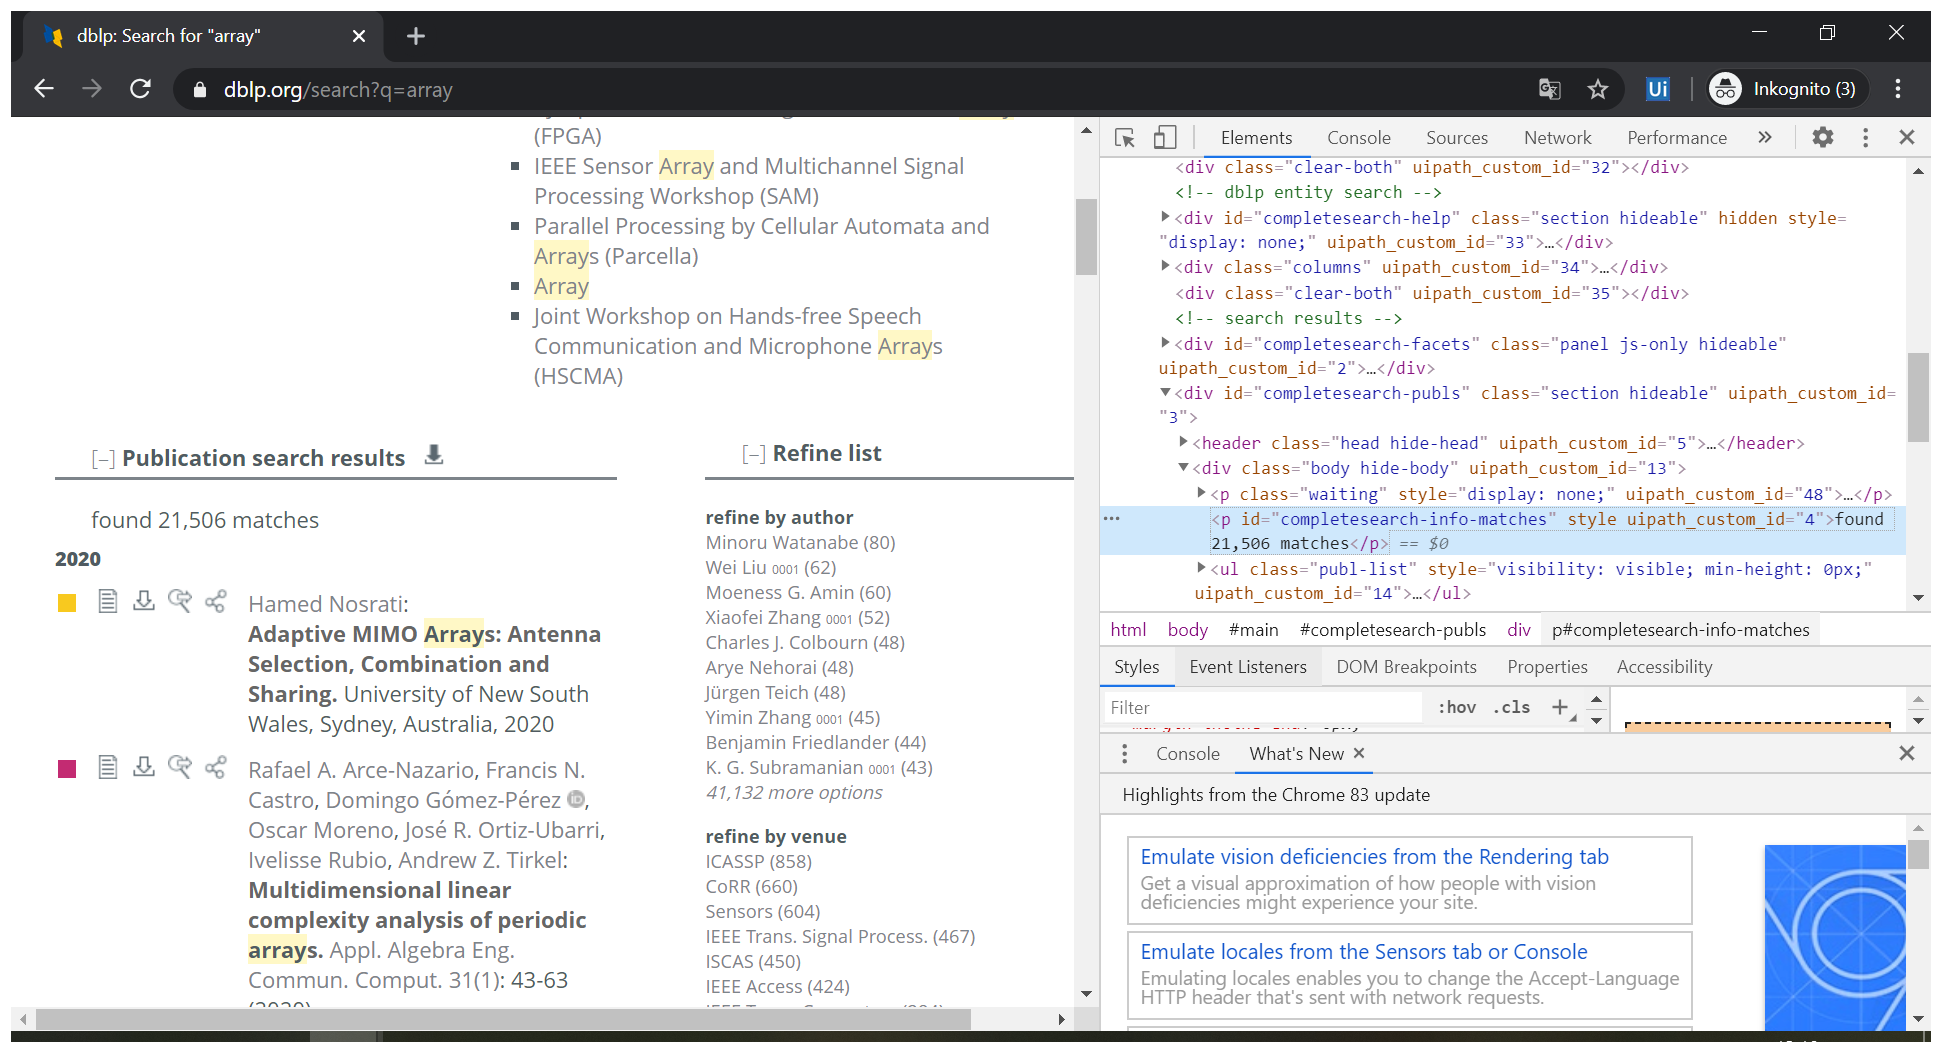 dblp: Search for "array"
dblp.org/search?q=array
Ui
Inkognito (3)
(FPGA)
IEEE Sensor Array and Multichannel Signal
Processing Workshop (SAM)
Parallel Processing by Cellular Automata and
Arrays (Parcella)
Array
Joint Workshop on Hands-free Speech
Communication and Microphone Arrays
(HSCMA)
[–] Publication search results
found 21,506 matches
2020
Hamed Nosrati:
Adaptive MIMO Arrays: Antenna
Selection, Combination and
Sharing. University of New South
Wales, Sydney, Australia, 2020
Rafael A. Arce-Nazario, Francis N.
Castro, Domingo Gómez-Pérez iD,
Oscar Moreno, José R. Ortiz-Ubarri,
Ivelisse Rubio, Andrew Z. Tirkel:
Multidimensional linear
complexity analysis of periodic
arrays. Appl. Algebra Eng.
Commun. Comput. 31(1): 43-63
[–] Refine list
refine by author
Minoru Watanabe (80)
Wei Liu 0001 (62)
Moeness G. Amin (60)
Xiaofei Zhang 0001 (52)
Charles J. Colbourn (48)
Arye Nehorai (48)
Jürgen Teich (48)
Yimin Zhang 0001 (45)
Benjamin Friedlander (44)
K. G. Subramanian 0001 (43)
41,132 more options
refine by venue
ICASSP (858)
CoRR (660)
Sensors (604)
IEEE Trans. Signal Process. (467)
ISCAS (450)
IEEE Access (424)
Elements Console Sources Network Performance »
<div class="clear-both" uipath_custom_id="32"></div>
<!-- dblp entity search -->
<div id="completesearch-help" class="section hideable" hidden style=
"display: none;" uipath_custom_id="33">…</div>
<div class="columns" uipath_custom_id="34">…</div>
<div class="clear-both" uipath_custom_id="35"></div>
<!-- search results -->
<div id="completesearch-facets" class="panel js-only hideable"
uipath_custom_id="2">…</div>
<div id="completesearch-publs" class="section hideable" uipath_custom_id=
"3">
<header class="head hide-head" uipath_custom_id="5">…</header>
<div class="body hide-body" uipath_custom_id="13">
<p class="waiting" style="display: none;" uipath_custom_id="48">…</p>
<p id="completesearch-info-matches" style uipath_custom_id="4">found
21,506 matches</p> == $0
<ul class="publ-list" style="visibility: visible; min-height: 0px;"
uipath_custom_id="14">…</ul>
html body #main #completesearch-publs div p#completesearch-info-matches
Styles Event Listeners DOM Breakpoints Properties Accessibility
Filter :hov .cls +
Console What's New
Highlights from the Chrome 83 update
Emulate vision deficiencies from the Rendering tab
Get a visual approximation of how people with vision
deficiencies might experience your site.
Emulate locales from the Sensors tab or Console
Emulating locales enables you to change the Accept-Language
HTTP header that's sent with network requests.